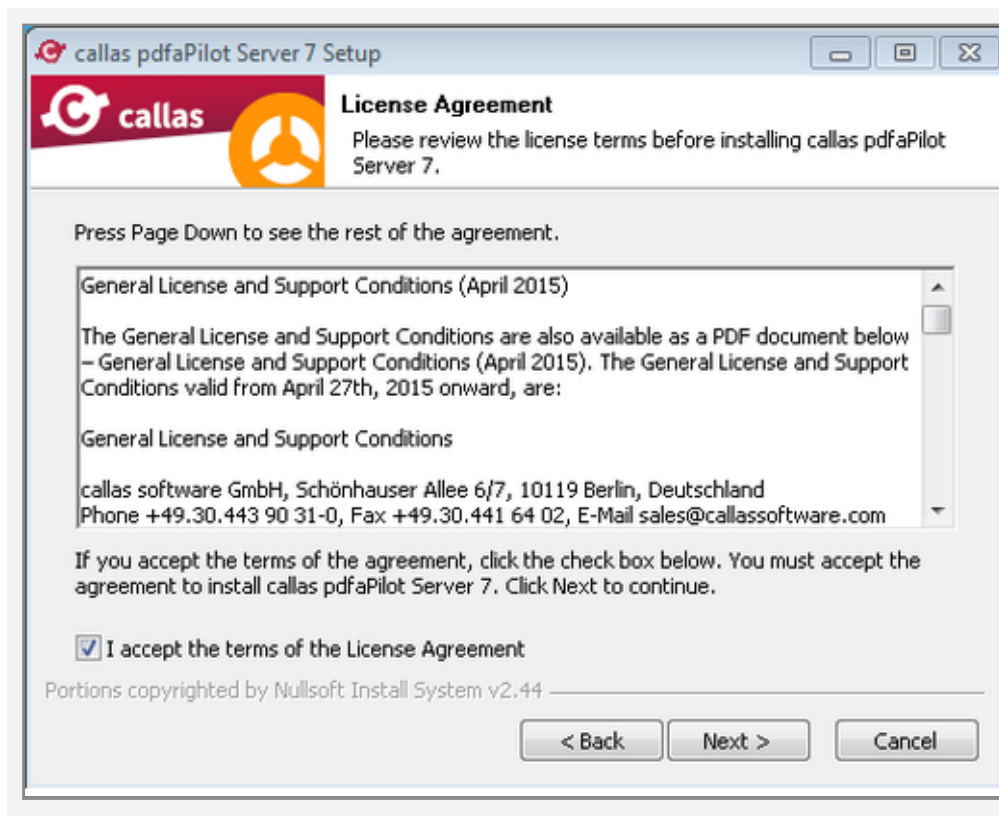 callas pdfaPilot Server 7 Setup
callas
License Agreement
Please review the license terms before installing callas pdfaPilot
Server 7.
Press Page Down to see the rest of the agreement.
General License and Support Conditions (April 2015)
The General License and Support Conditions are also available as a PDF document below
– General License and Support Conditions (April 2015). The General License and Support
Conditions valid from April 27th, 2015 onward, are:
General License and Support Conditions
callas software GmbH, Schönhauser Allee 6/7, 10119 Berlin, Deutschland
Phone +49.30.443 90 31-0, Fax +49.30.441 64 02, E-Mail sales@callassoftware.com
If you accept the terms of the agreement, click the check box below. You must accept the
agreement to install callas pdfaPilot Server 7. Click Next to continue.
I accept the terms of the License Agreement
Portions copyrighted by Nullsoft Install System v2.44
< Back Next > Cancel